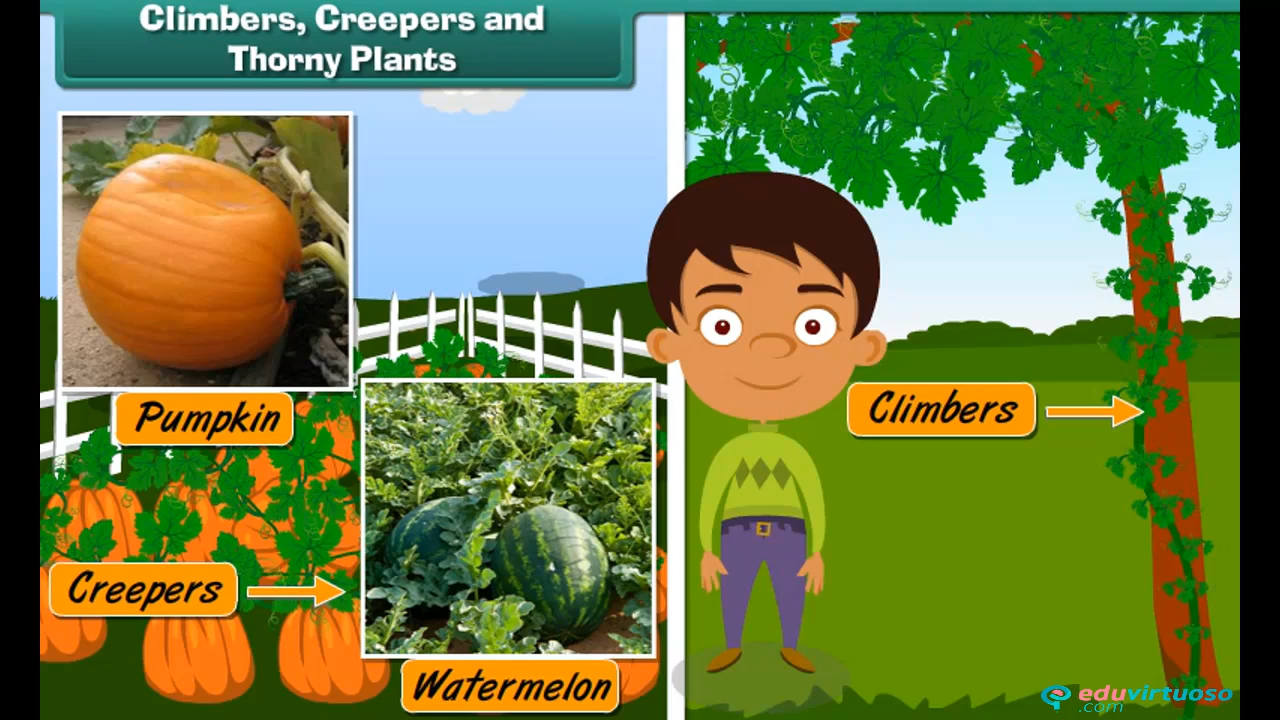 Climbers, Creepers and
Thorny Plants
Pumpkin
Climbers
Creepers
Watermelon
eduvirtuoso
.com